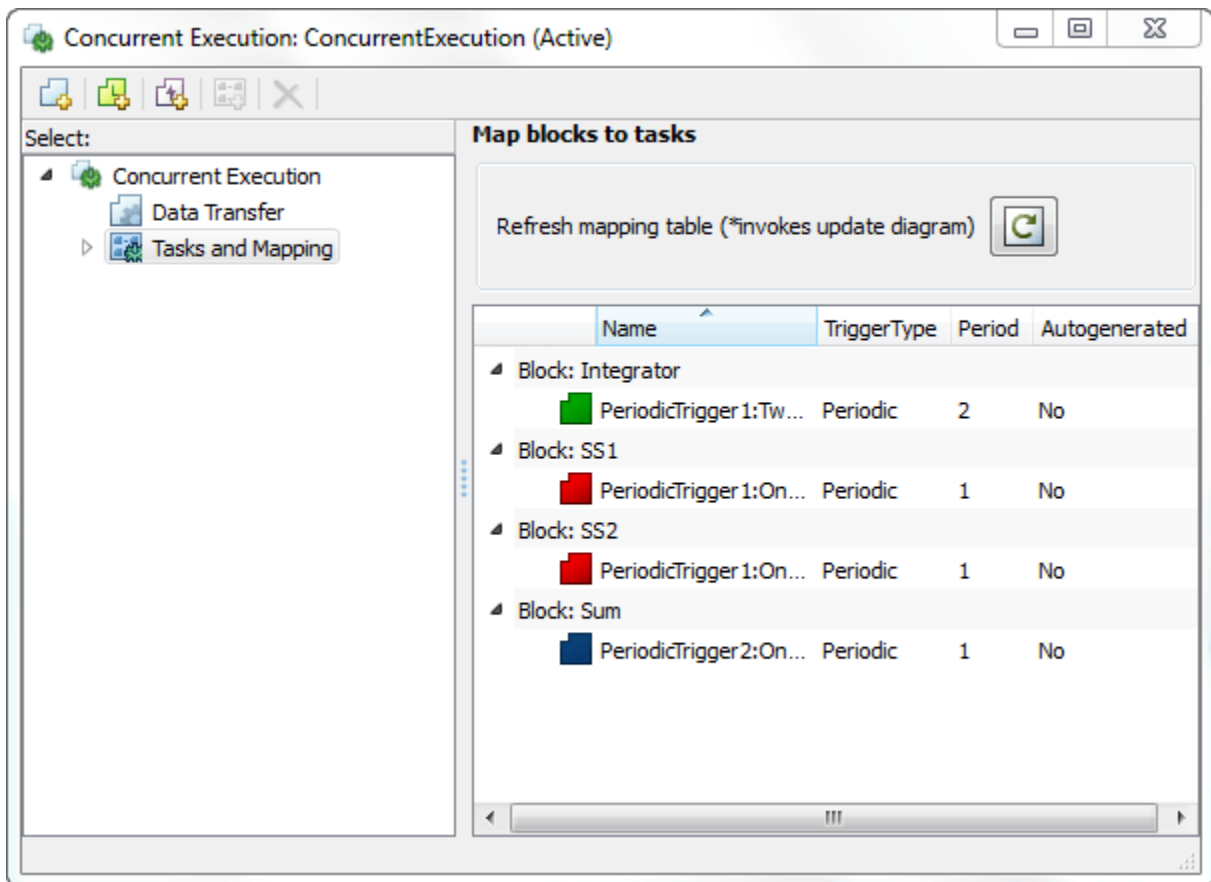 Concurrent Execution: ConcurrentExecution (Active)
Select:
Concurrent Execution
Data Transfer
Tasks and Mapping
Map blocks to tasks
Refresh mapping table (*invokes update diagram)
Name TriggerType Period Autogenerated
Block: Integrator
PeriodicTrigger1:Tw... Periodic 2 No
Block: SS1
PeriodicTrigger1:On... Periodic 1 No
Block: SS2
PeriodicTrigger1:On... Periodic 1 No
Block: Sum
PeriodicTrigger2:On... Periodic 1 No